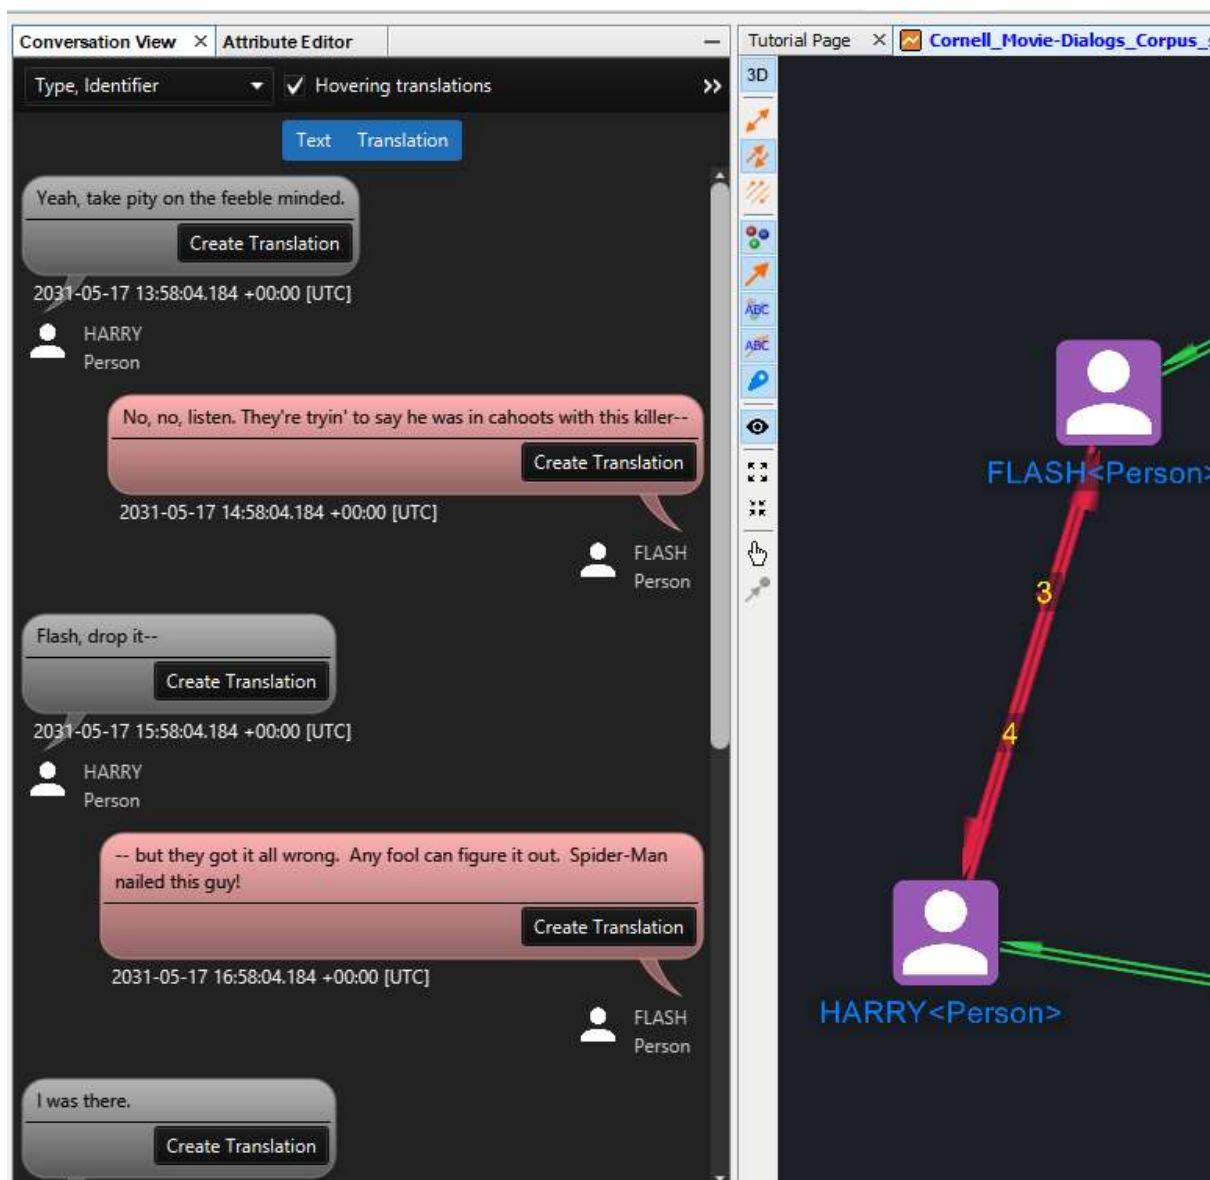 Conversation View
Attribute Editor
Type, Identifier
Hovering translations
Text Translation
Yeah, take pity on the feeble minded.
Create Translation
2031-05-17 13:58:04.184 +00:00 [UTC]
HARRY
Person
No, no, listen. They're tryin' to say he was in cahoots with this killer--
Create Translation
2031-05-17 14:58:04.184 +00:00 [UTC]
FLASH
Person
Flash, drop it--
Create Translation
2031-05-17 15:58:04.184 +00:00 [UTC]
HARRY
Person
-- but they got it all wrong.  Any fool can figure it out.  Spider-Man
nailed this guy!
Create Translation
2031-05-17 16:58:04.184 +00:00 [UTC]
FLASH
Person
I was there.
Create Translation
Tutorial Page
Cornell_Movie-Dialogs_Corpus_s
3D
ABC
ABC
FLASH<Person>
3
4
HARRY<Person>